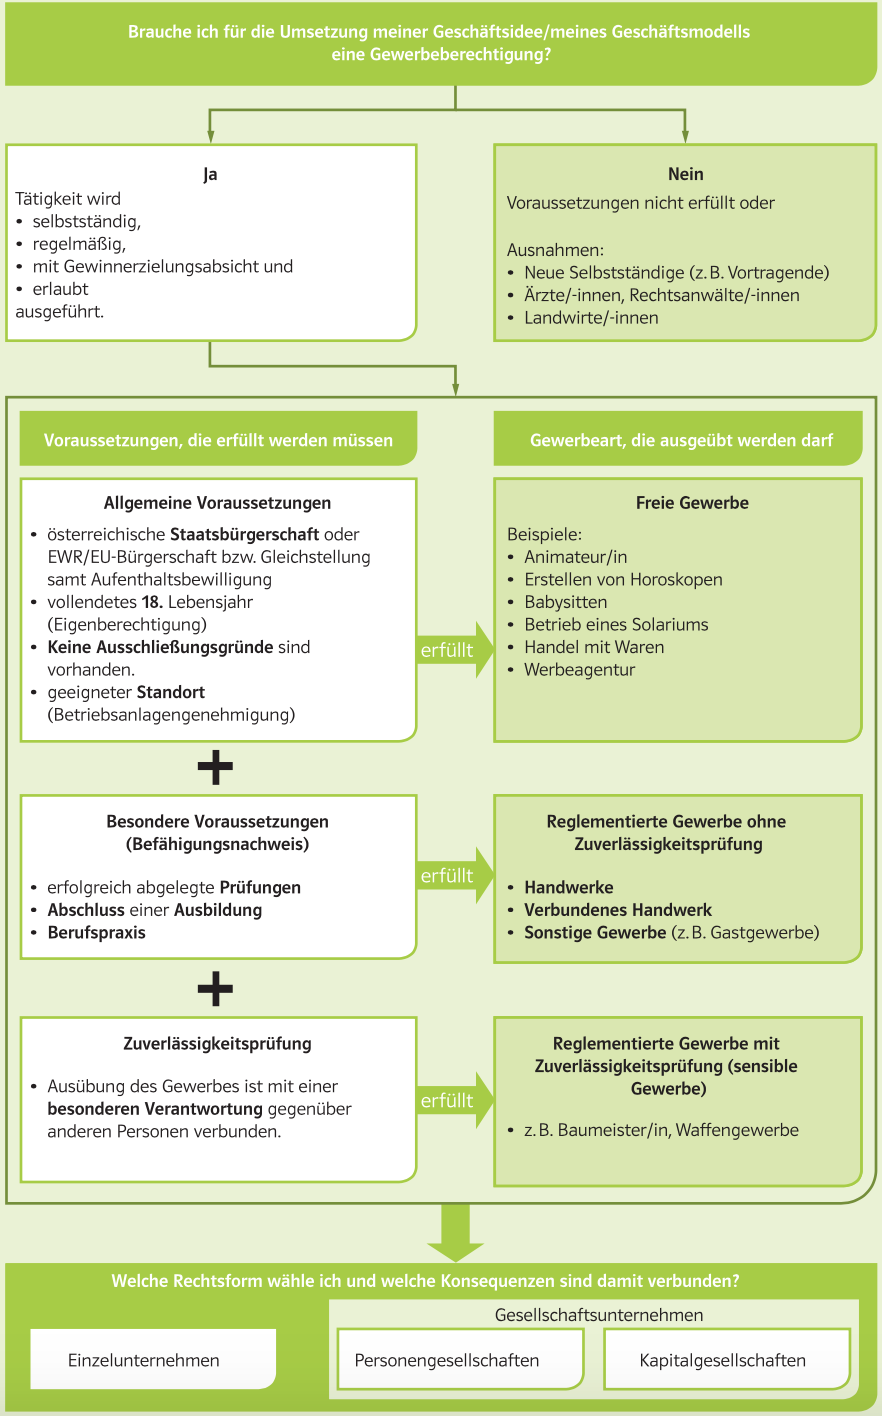 Brauche ich für die Umsetzung meiner Geschäftsidee/meines Geschäftsmodells
eine Gewerbeberechtigung?
Ja
Tätigkeit wird
• selbstständig,
• regelmäßig,
• mit Gewinnerzielungsabsicht und
• erlaubt
ausgeführt.
Nein
Voraussetzungen nicht erfüllt oder
Ausnahmen:
• Neue Selbstständige (z. B. Vortragende)
• Ärzte/-innen, Rechtsanwälte/-innen
• Landwirte/-innen
Voraussetzungen, die erfüllt werden müssen
Gewerbeart, die ausgeübt werden darf
Allgemeine Voraussetzungen
• österreichische Staatsbürgerschaft oder
EWR/EU-Bürgerschaft bzw. Gleichstellung
samt Aufenthaltsbewilligung
• vollendetes 18. Lebensjahr
(Eigenberechtigung)
• Keine Ausschließungsgründe sind
vorhanden.
• geeigneter Standort
(Betriebsanlagengenehmigung)
erfüllt
Freie Gewerbe
Beispiele:
• Animateur/in
• Erstellen von Horoskopen
• Babysitten
• Betrieb eines Solariums
• Handel mit Waren
• Werbeagentur
+
Besondere Voraussetzungen
(Befähigungsnachweis)
• erfolgreich abgelegte Prüfungen
• Abschluss einer Ausbildung
• Berufspraxis
erfüllt
Reglementierte Gewerbe ohne
Zuverlässigkeitsprüfung
• Handwerke
• Verbundenes Handwerk
• Sonstige Gewerbe (z. B. Gastgewerbe)
+
Zuverlässigkeitsprüfung
• Ausübung des Gewerbes ist mit einer
besonderen Verantwortung gegenüber
anderen Personen verbunden.
erfüllt
Reglementierte Gewerbe mit
Zuverlässigkeitsprüfung (sensible
Gewerbe)
• z. B. Baumeister/in, Waffengewerbe
Welche Rechtsform wähle ich und welche Konsequenzen sind damit verbunden?
Gesellschaftsunternehmen
Einzelunternehmen
Personengesellschaften
Kapitalgesellschaften